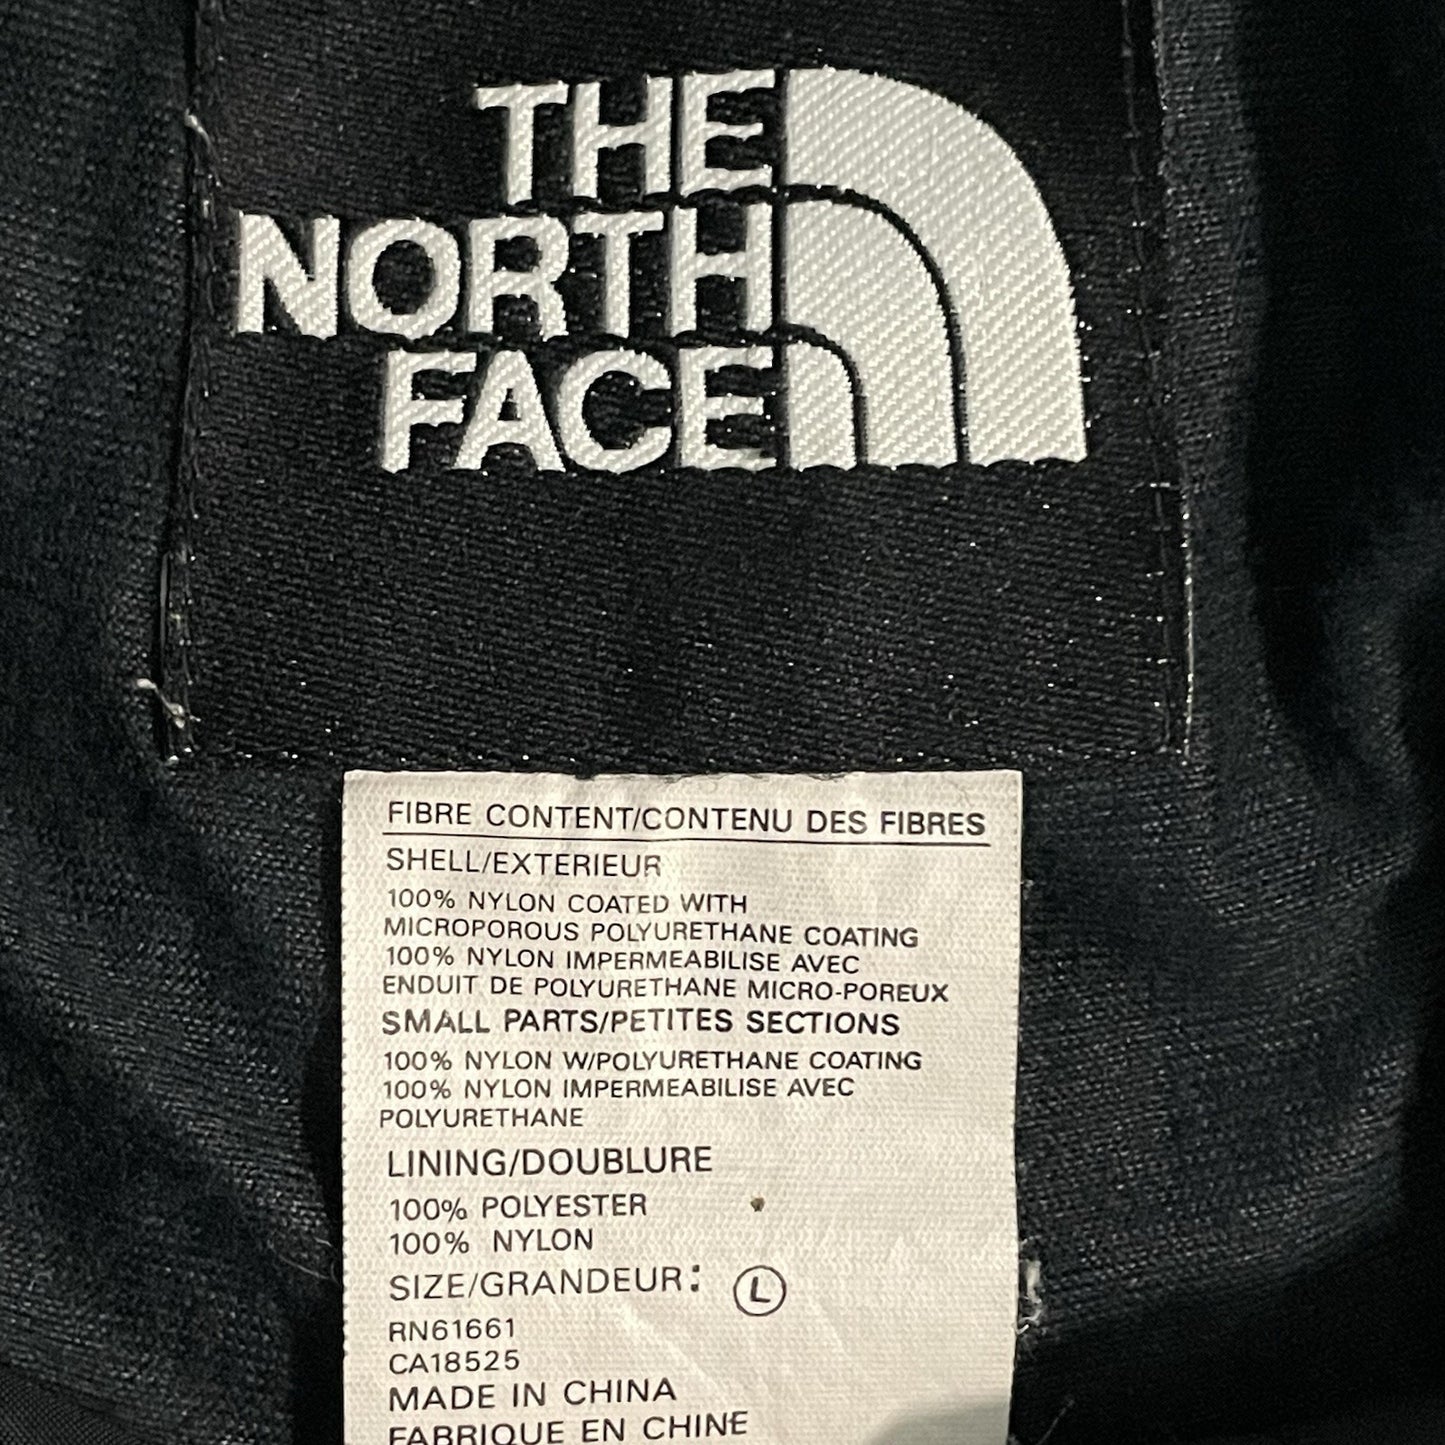 THE
NORTH
FACE
FIBRE CONTENT/CONTENU DES FIBRES
SHELL/EXTERIEUR
100% NYLON COATED WITH
MICROPOROUS POLYURETHANE COATING
100% NYLON IMPERMEABILISE AVEC
ENDUIT DE POLYURETHANE MICRO-POREUX
SMALL PARTS/PETITES SECTIONS
100% NYLON W/POLYURETHANE COATING
100% NYLON IMPERMEABILISE AVEC
POLYURETHANE
LINING/DOUBLURE
100% POLYESTER
100% NYLON
SIZE/GRANDEUR: L
RN61661
CA18525
MADE IN CHINA
FABRIQUE EN CHINE